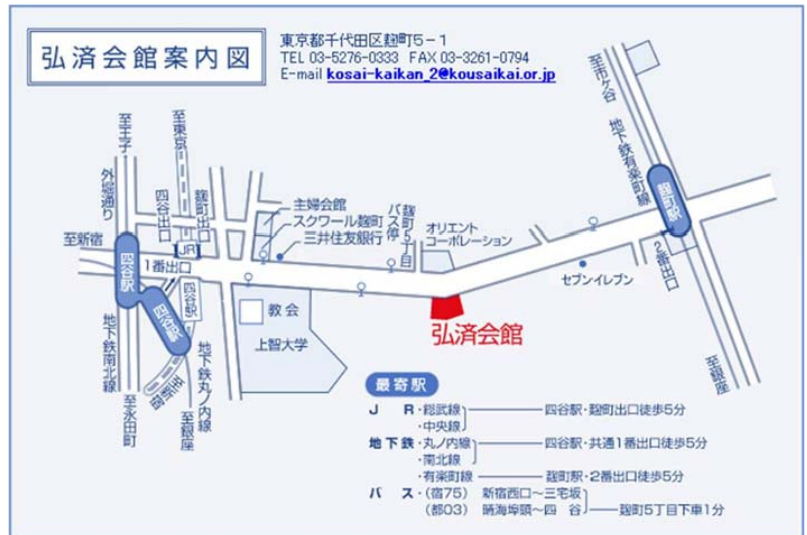 弘済会館案内図
東京都千代田区麹町5-1
TEL 03-5276-0333 FAX 03-3261-0794
E-mail kosai-kaikan_2@kousaikai.or.jp
至王子
外堀通り
至東京
四谷出口
麹町出口
至新宿
四谷駅
JR
1番出口
四谷駅
四谷駅
地下鉄南北線
至永田町
至新宿
至銀座
地下鉄丸ノ内線
主婦会館
スクワール麹町
三井住友銀行
教会
上智大学
麹町5丁目
バス停
オリエント
コーポレーション
弘済会館
セブンイレブン
至市ヶ谷
地下鉄有楽町線
麹町駅
2番出口
至銀座
最寄駅
J R・総武線 四谷駅・麹町出口徒歩5分
・中央線
地下鉄・丸ノ内線 四谷駅・共通1番出口徒歩5分
・南北線
・有楽町線 麹町駅・2番出口徒歩5分
バス・(宿75) 新宿西口~三宅坂
(都03) 晴海埠頭~四 谷 麹町5丁目下車1分